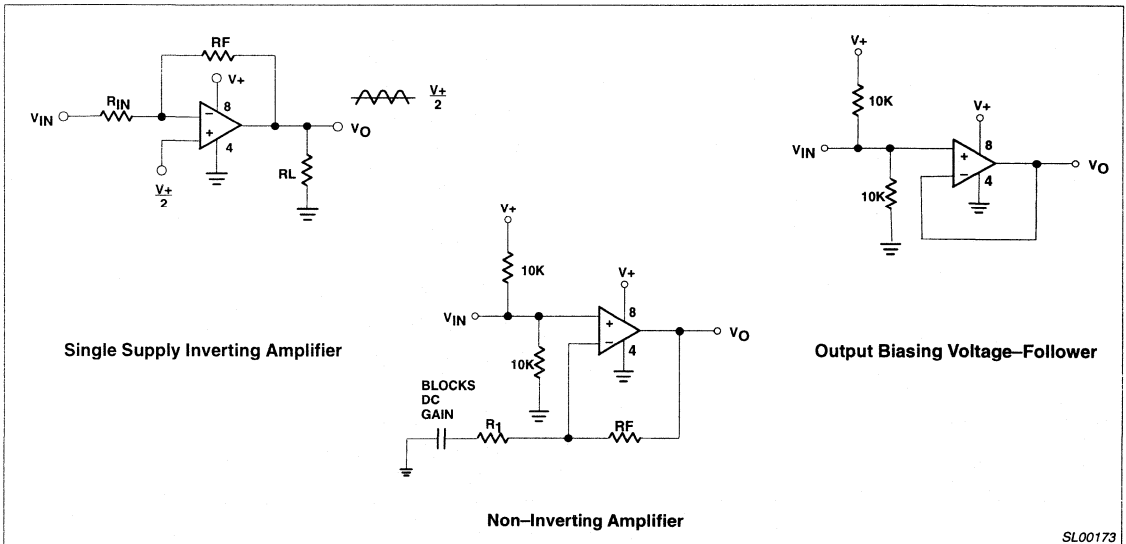 RF
V+
8
RIN
VIN
−
+
4
VO
RL
V+
2
V+
2
Single Supply Inverting Amplifier
V+
10K
V+
8
VIN
+
−
4
VO
10K
BLOCKS
DC
GAIN
R1
RF
Non–Inverting Amplifier
V+
10K
V+
8
VIN
+
−
4
VO
10K
Output Biasing Voltage–Follower
SL00173